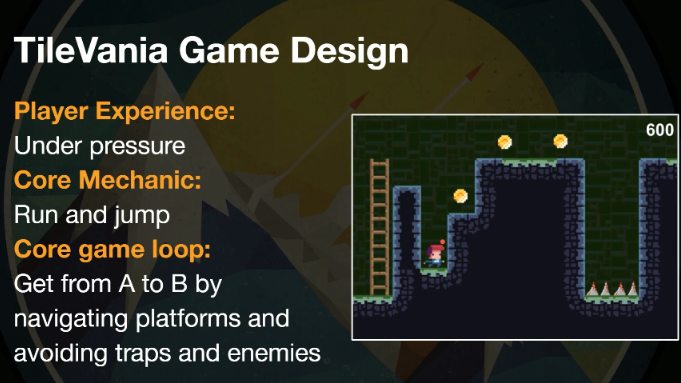 TileVania Game Design
Player Experience:
Under pressure
Core Mechanic:
Run and jump
Core game loop:
Get from A to B by
navigating platforms and
avoiding traps and enemies
600